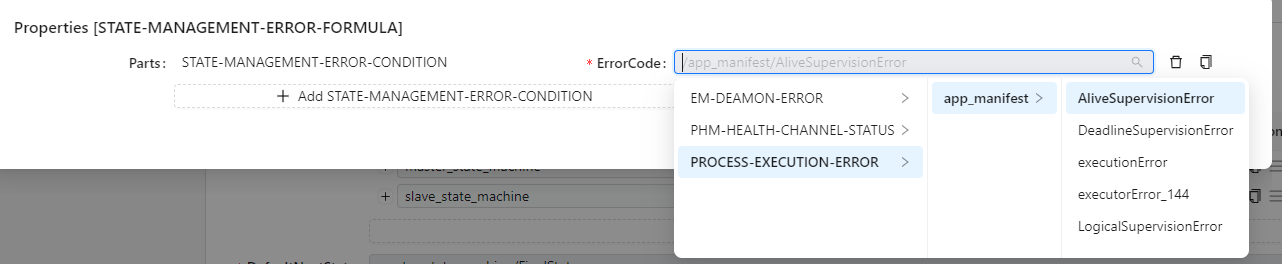 Properties [STATE-MANAGEMENT-ERROR-FORMULA]
Parts: STATE-MANAGEMENT-ERROR-CONDITION * ErrorCode: /app_manifest/AliveSupervisionError
+ Add STATE-MANAGEMENT-ERROR-CONDITION
EM-DEAMON-ERROR
PHM-HEALTH-CHANNEL-STATUS
PROCESS-EXECUTION-ERROR
app_manifest
AliveSupervisionError
DeadlineSupervisionError
executionError
executorError_144
LogicalSupervisionError
+ slave_state_machine